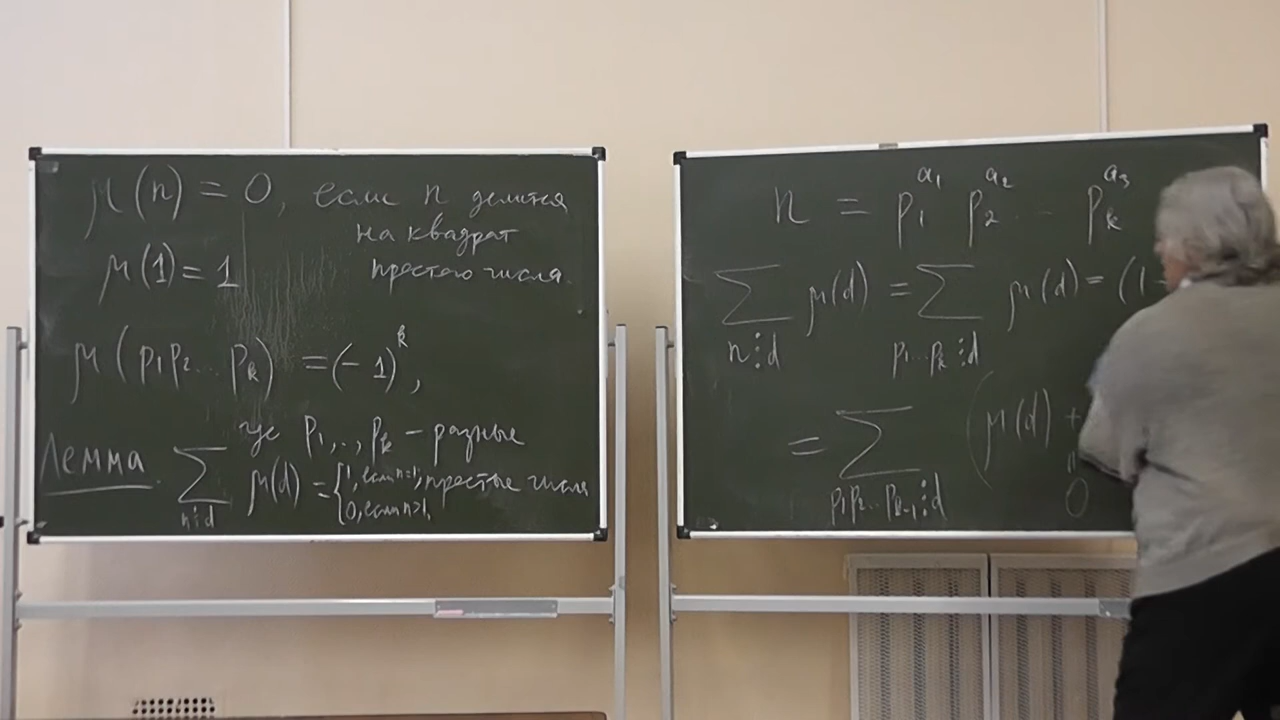 μ(n) = 0, если n делится
на квадрат
простого числа.
μ(1) = 1
μ(p₁p₂...pₖ) = (-1)ᵏ,
где p₁,..,pₖ - разные
простые числа
Лемма. ∑_{n⋮d} μ(d) = {1, если n=1; 0, если n>1.
n = p₁^{a₁} p₂^{a₂} ... pₖ^{a₃}
∑_{n⋮d} μ(d) = ∑_{p₁...pₖ⋮d} μ(d) = (1-
= ∑_{p₁p₂...pₖ₋₁⋮d} (μ(d) +
॥
0